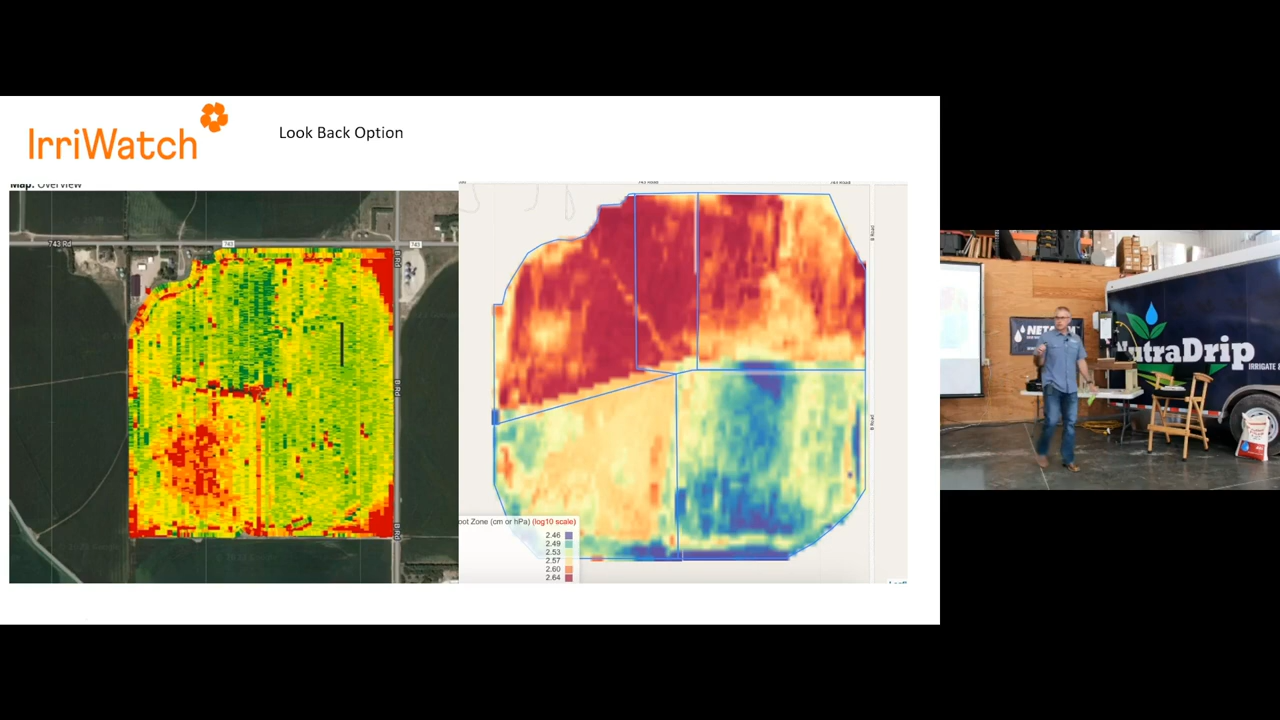 IrriWatch
Look Back Option
Map: Overview
743 Rd
743
743
B Rd
B Rd
B Rd
743 Road
743 Road
B Road
B Road
oot Zone (cm or hPa) (log10 scale)
2.46
2.49
2.53
2.57
2.60
2.64
NutraDrip
IRRIGATE &